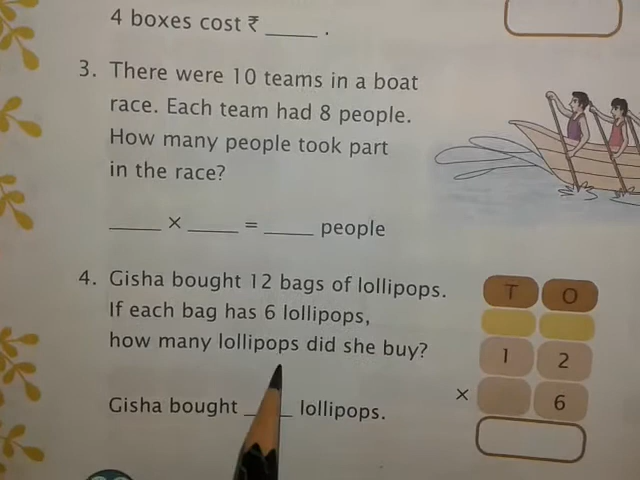 4 boxes cost ₹ _____ .
3. There were 10 teams in a boat
race. Each team had 8 people.
How many people took part
in the race?
_____ × _____ = _____ people
4. Gisha bought 12 bags of lollipops.
If each bag has 6 lollipops,
how many lollipops did she buy?
Gisha bought _____ lollipops.
T O
1 2
× 6